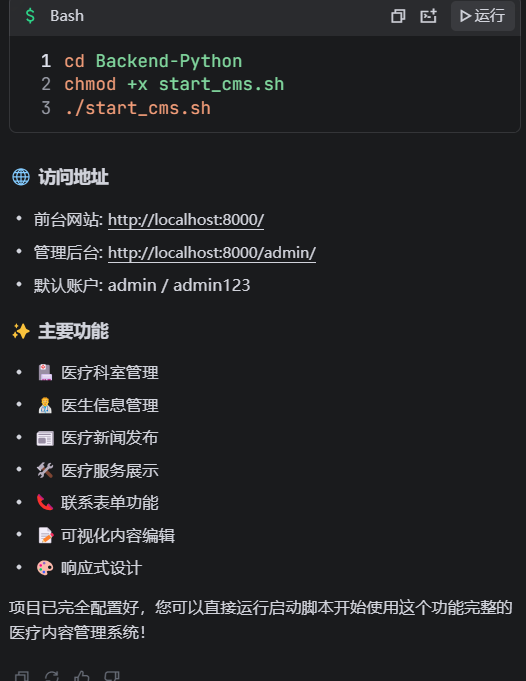 $ Bash 运行
1 cd Backend-Python
2 chmod +x start_cms.sh
3 ./start_cms.sh
🌐 访问地址
• 前台网站: http://localhost:8000/
• 管理后台: http://localhost:8000/admin/
• 默认账户: admin / admin123
✨ 主要功能
• 🏥 医疗科室管理
• 👨‍⚕️ 医生信息管理
• 📰 医疗新闻发布
• 🛠️ 医疗服务展示
• 📞 联系表单功能
• 📝 可视化内容编辑
• 🎨 响应式设计
项目已完全配置好，您可以直接运行启动脚本开始使用这个功能完整的
医疗内容管理系统！